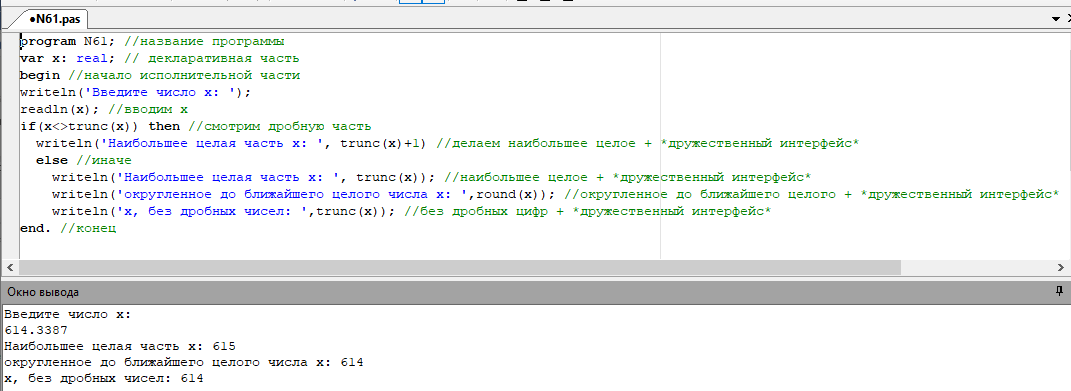 •N61.pas
program N61; //название программы
var x: real; // декларативная часть
begin //начало исполнительной части
writeln('Введите число x: ');
readln(x); //вводим x
if(x<>trunc(x)) then //смотрим дробную часть
writeln('Наибольшее целая часть x: ', trunc(x)+1) //делаем наибольшее целое + *дружественный интерфейс*
else //иначе
writeln('Наибольшее целая часть x: ', trunc(x)); //наибольшее целое + *дружественный интерфейс*
writeln('округленное до ближайшего целого числа x: ',round(x)); //округленное до ближайшего целого + *дружественный интерфейс*
writeln('x, без дробных чисел: ',trunc(x)); //без дробных цифр + *дружественный интерфейс*
end. //конец
Окно вывода
Введите число x:
614.3387
Наибольшее целая часть x: 615
округленное до ближайшего целого числа x: 614
x, без дробных чисел: 614